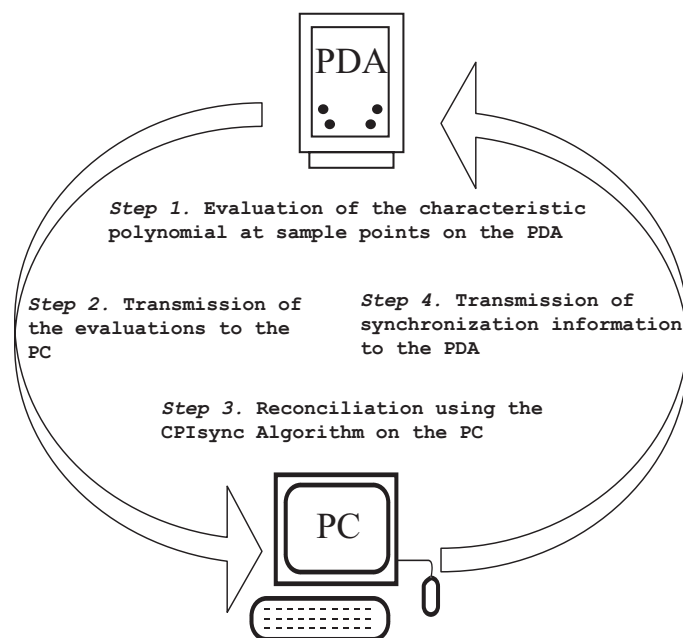 PDA
Step 1. Evaluation of the characteristic
polynomial at sample points on the PDA
Step 2. Transmission of
the evaluations to the
PC
Step 4. Transmission of
synchronization information
to the PDA
Step 3. Reconciliation using the
CPIsync Algorithm on the PC
PC